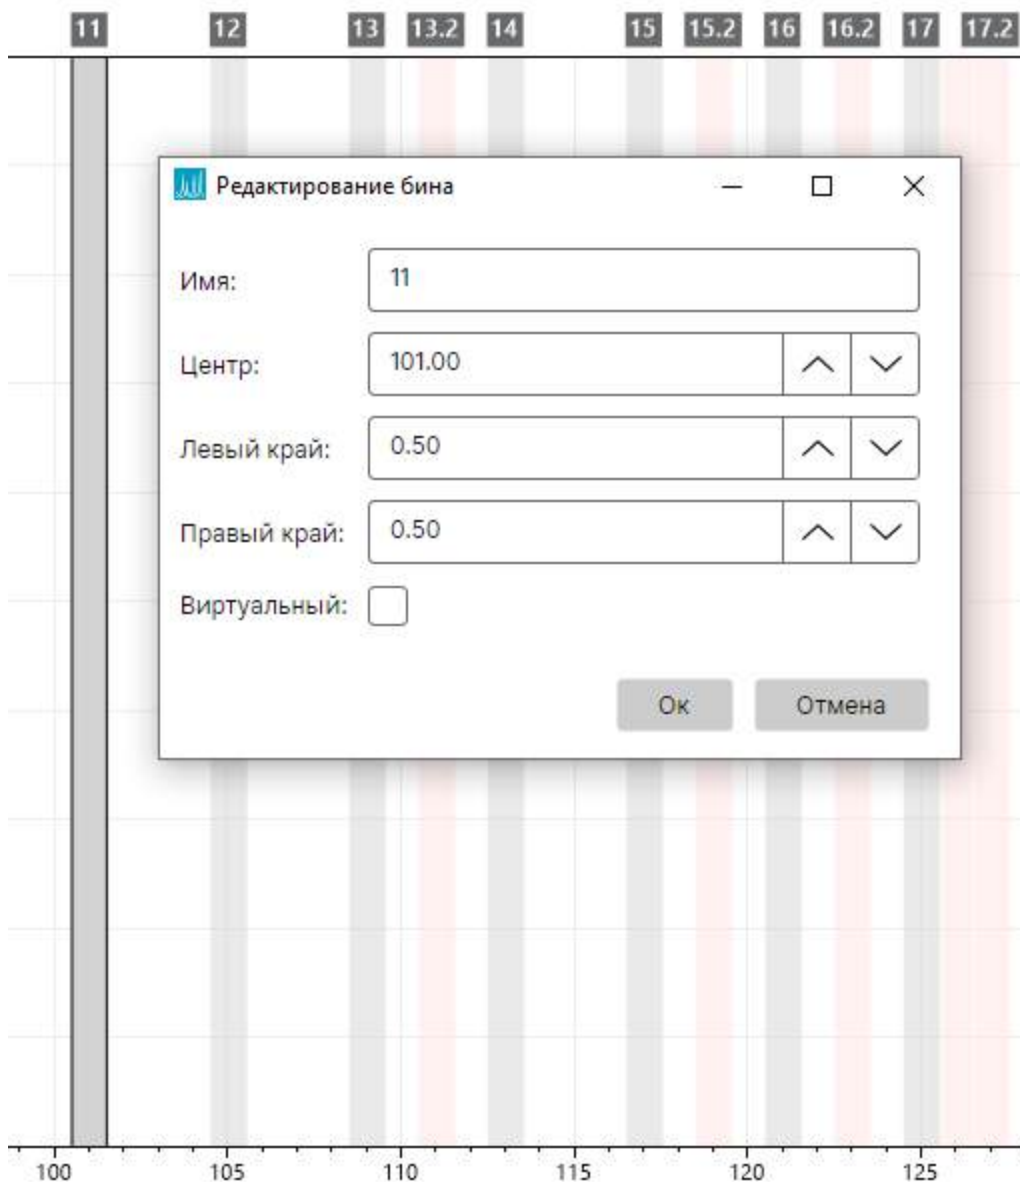 11 12 13 13.2 14 15 15.2 16 16.2 17 17.2
Редактирование бина
Имя: 11
Центр: 101.00
Левый край: 0.50
Правый край: 0.50
Виртуальный:
Ок Отмена
100 105 110 115 120 125